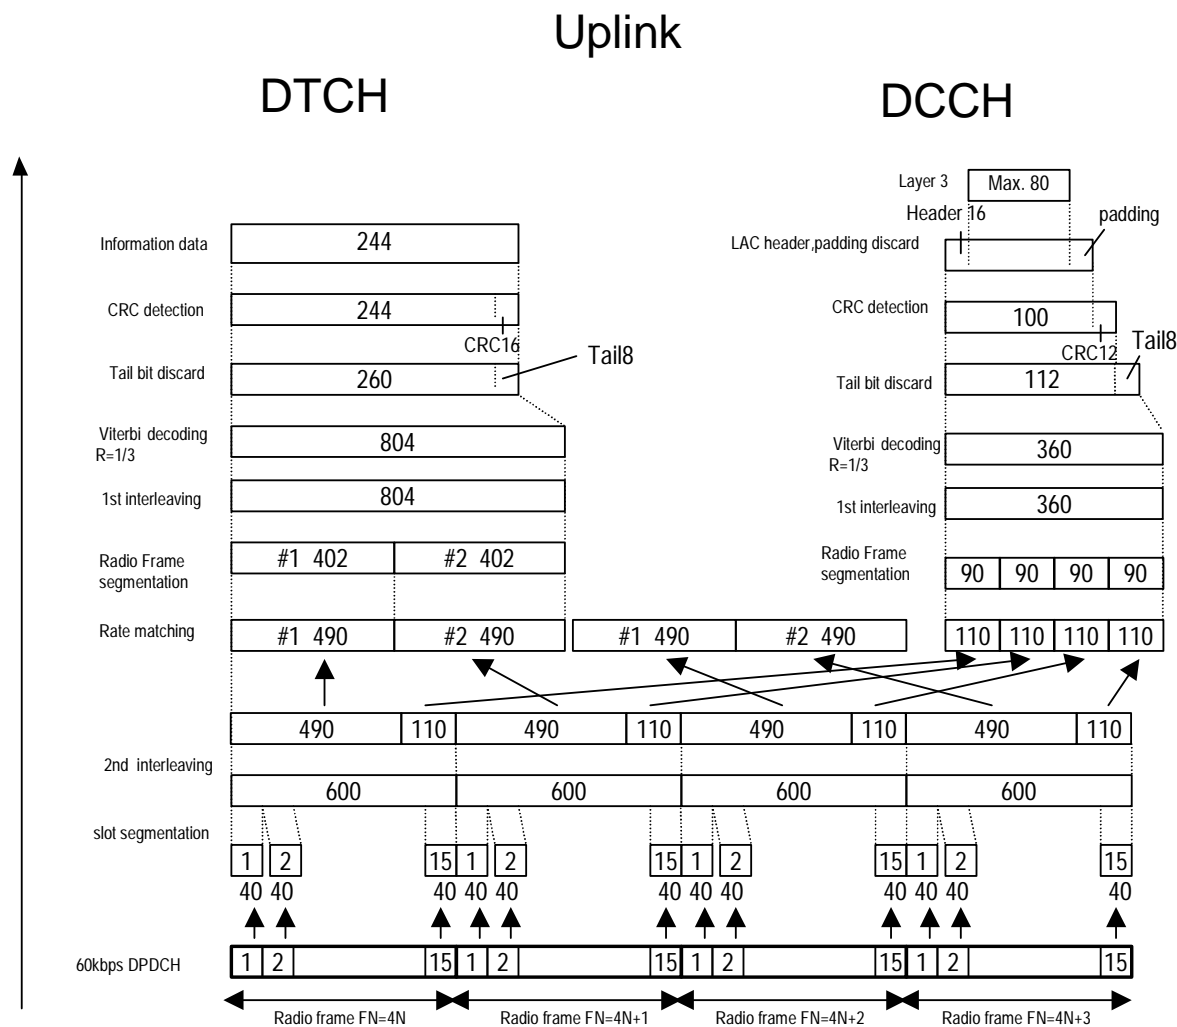 Uplink
DTCH
DCCH
Layer 3
Max. 80
Header 16
padding
Information data
244
LAC header,padding discard
CRC detection
244
CRC16
CRC detection
100
CRC12
Tail bit discard
260
Tail8
Tail bit discard
112
Tail8
Viterbi decoding
R=1/3
804
Viterbi decoding
R=1/3
360
1st interleaving
804
1st interleaving
360
Radio Frame
segmentation
#1 402
#2 402
Radio Frame
segmentation
90 90 90 90
Rate matching
#1 490
#2 490
#1 490
#2 490
110 110 110 110
490 110 490 110 490 110 490 110
2nd interleaving
600 600 600 600
slot segmentation
1 2 15 1 2 15 1 2 15 1 2 15
40 40 40 40 40 40 40 40 40 40 40 40
60kbps DPDCH
1 2 15 1 2 15 1 2 15 1 2 15
Radio frame FN=4N
Radio frame FN=4N+1
Radio frame FN=4N+2
Radio frame FN=4N+3